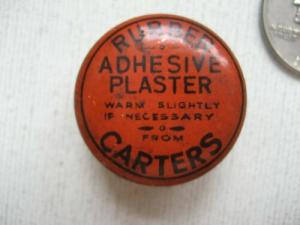 RUBBER
ADHESIVE
PLASTER
WARM SLIGHTLY
IF NECESSARY
FROM
CARTERS